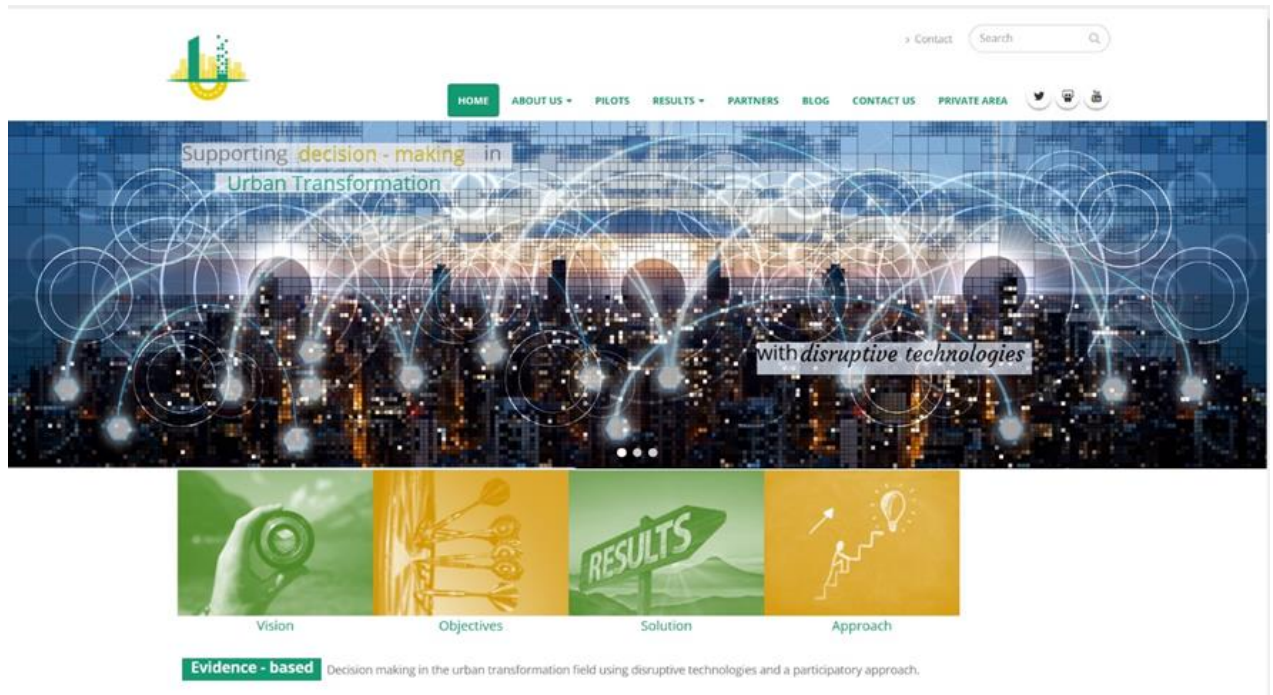 > Contact Search
HOME ABOUT US PILOTS RESULTS PARTNERS BLOG CONTACT US PRIVATE AREA
Supporting decision - making in
Urban Transformation
with disruptive technologies
RESULTS
Vision Objectives Solution Approach
Evidence - based Decision making in the urban transformation field using disruptive technologies and a participatory approach.